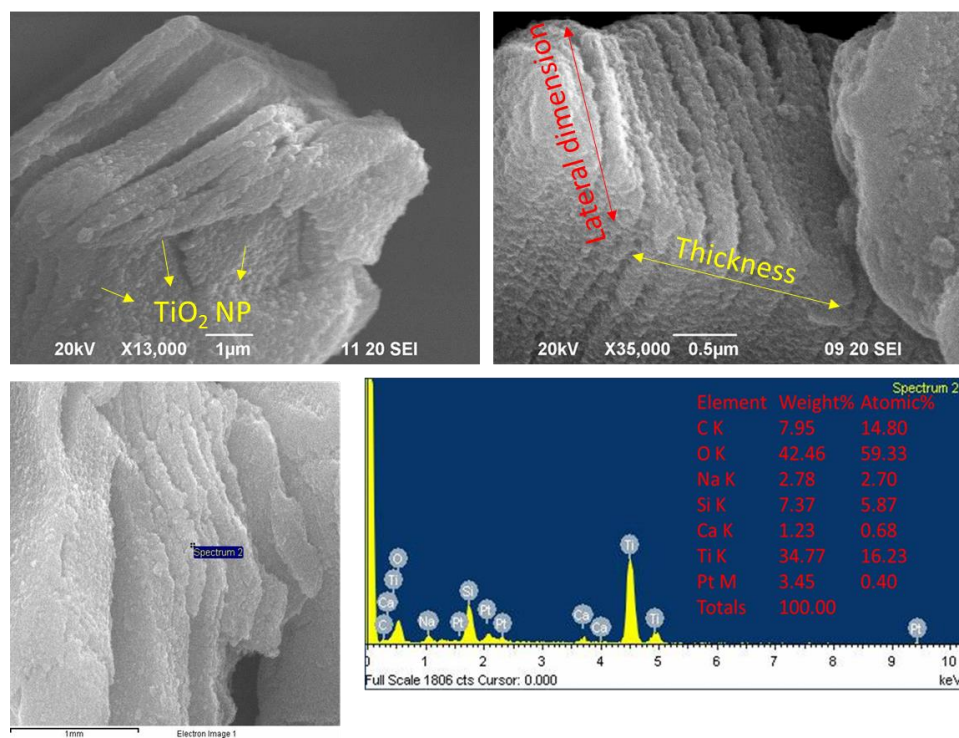 TiO2 NP
20kV X13,000 1µm 11 20 SEI
Lateral dimension
Thickness
20kV X35,000 0.5µm 09 20 SEI
Spectrum 2
1mm Electron Image 1
Spectrum 2
Element Weight% Atomic%
C K 7.95 14.80
O K 42.46 59.33
Na K 2.78 2.70
Si K 7.37 5.87
Ca K 1.23 0.68
Ti K 34.77 16.23
Pt M 3.45 0.40
Totals 100.00
O
Ti
Ca
C
Na
Pt
Si
Pt
Pt
Ca
Ca
Ti
Ti
Pt
0 1 2 3 4 5 6 7 8 9 10
Full Scale 1806 cts Cursor: 0.000 keV